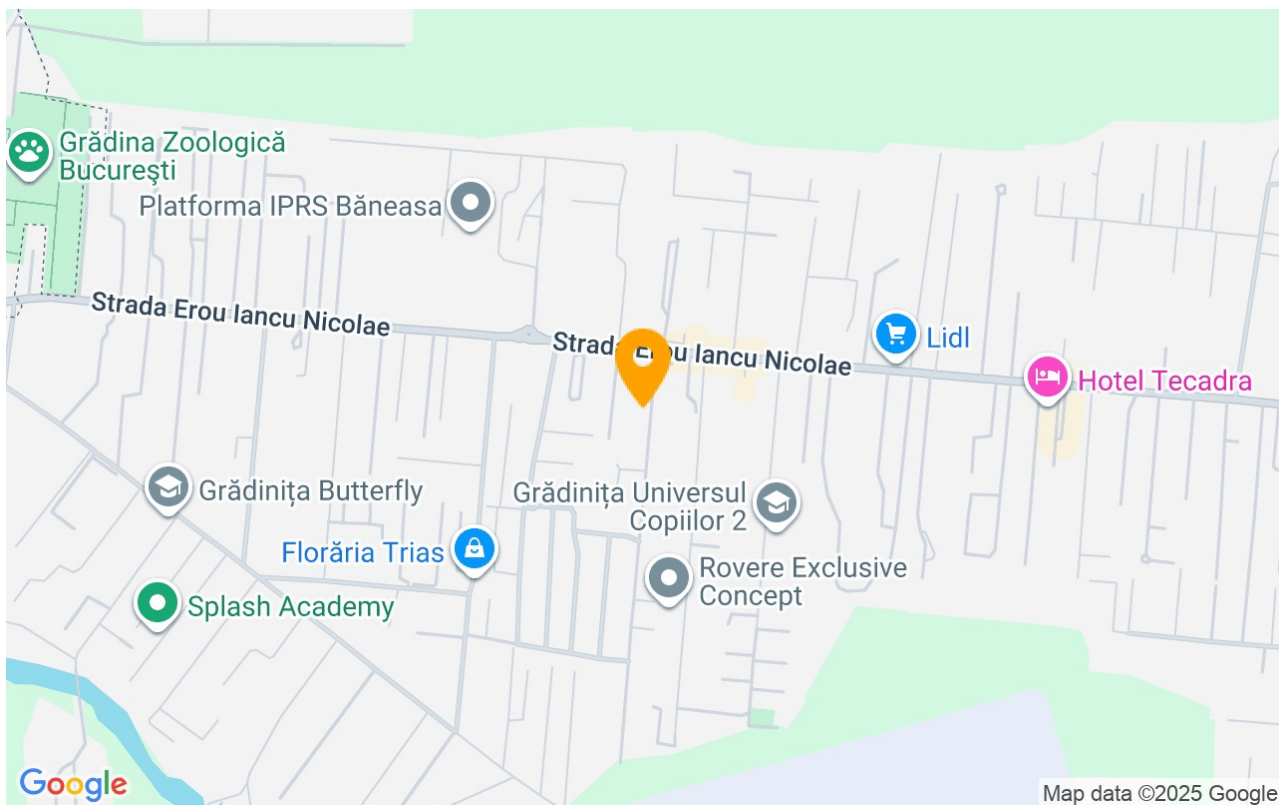 Grădina Zoologică
București
Platforma IPRS Băneasa
Strada Erou Iancu Nicolae
Strada Erou Iancu Nicolae
Lidl
Hotel Tecadra
Grădinița Butterfly
Grădinița Universul
Copiilor 2
Florăria Trias
Rovere Exclusive
Concept
Splash Academy
Google
Map data ©2025 Google